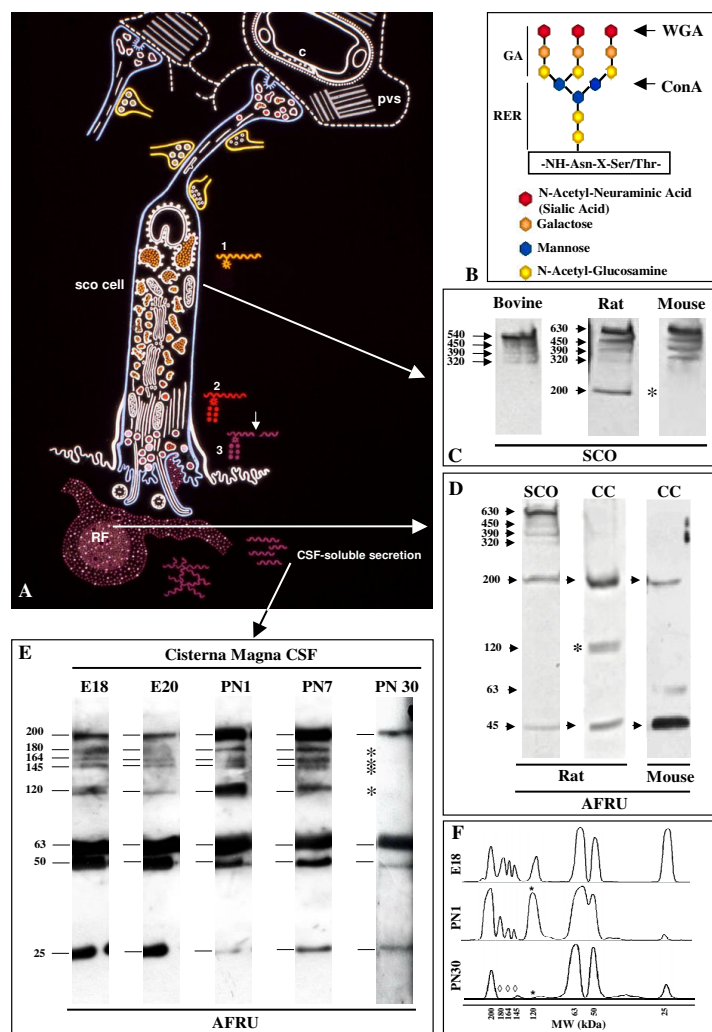 c
pvs
1
sco cell
2
3
RF
CSF-soluble secretion
A
WGA
GA
ConA
RER
-NH-Asn-X-Ser/Thr-
N-Acetyl-Neuraminic Acid
(Sialic Acid)
Galactose
Mannose
N-Acetyl-Glucosamine
B
Bovine Rat Mouse
540
450
390
320
630
450
390
320
200
*
C
SCO
D
SCO CC CC
630
450
390
320
200
120
*
63
45
Rat Mouse
AFRU
E
Cisterna Magna CSF
E18 E20 PN1 PN7 PN 30
200
180
164
145
120
63
50
25
*
*
*
*
*
AFRU
F
E18
PN1
*
PN30
*
200 180 164 145 120 63 50 25
MW (kDa)